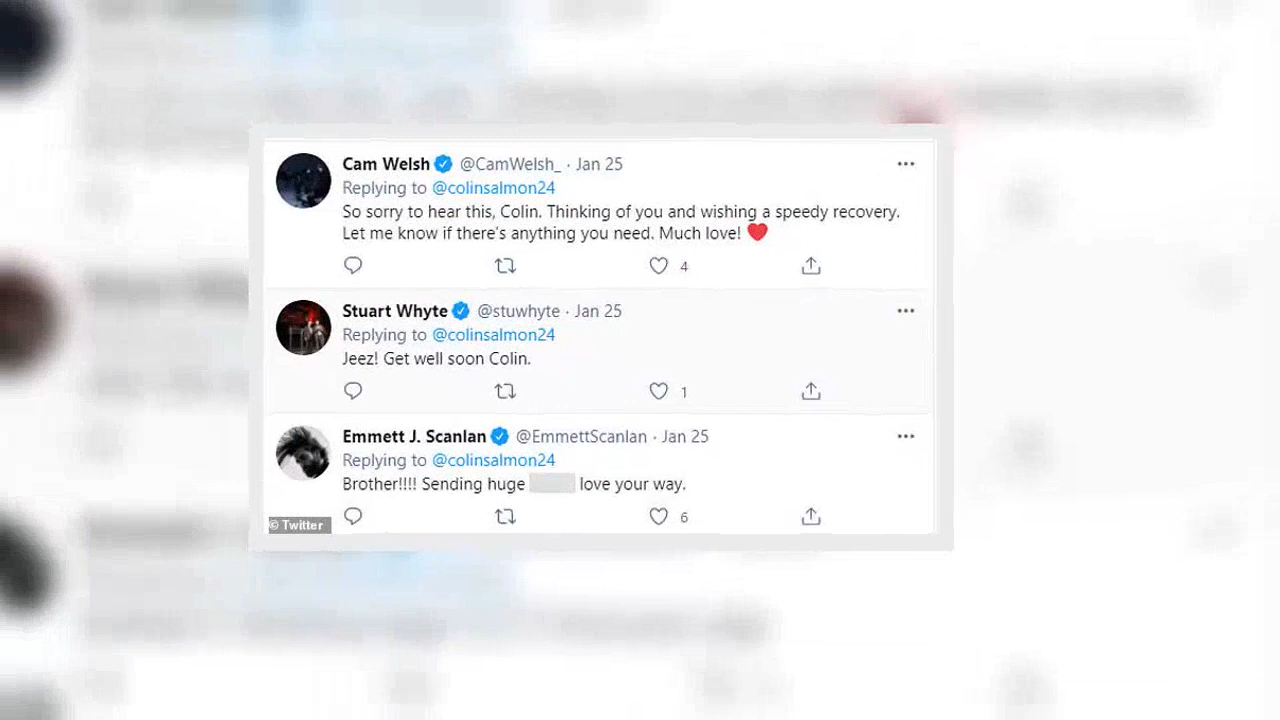 Cam Welsh @CamWelsh_ · Jan 25
Replying to @colinsalmon24
So sorry to hear this, Colin. Thinking of you and wishing a speedy recovery.
Let me know if there's anything you need. Much love! ❤️
4
Stuart Whyte @stuwhyte · Jan 25
Replying to @colinsalmon24
Jeez! Get well soon Colin.
1
Emmett J. Scanlan @EmmettScanlan · Jan 25
Replying to @colinsalmon24
Brother!!!! Sending huge love your way.
6
© Twitter